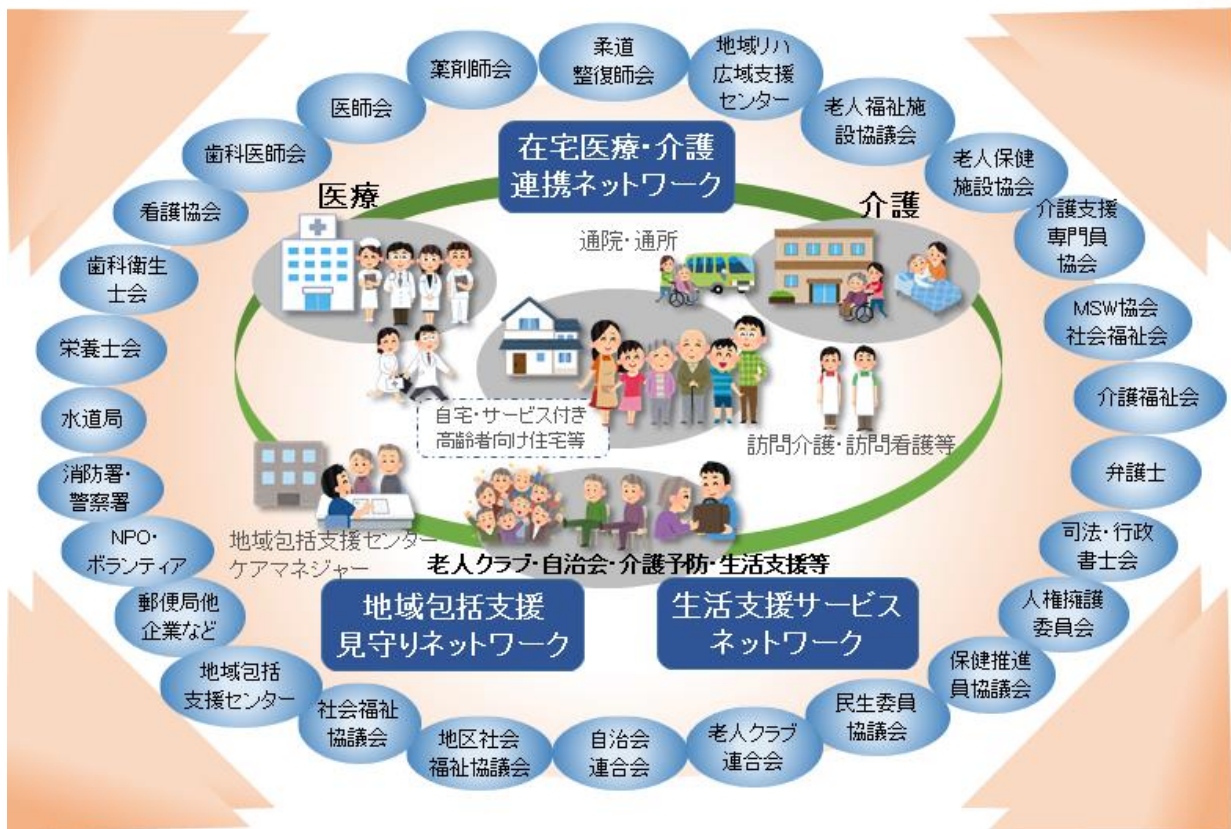 柔道
整復師会
地域リハ
広域支援
センター
老人福祉施
設協議会
老人保健
施設協会
介護支援
専門員
協会
MSW協会
社会福祉会
介護福祉会
弁護士
司法・行政
書士会
人権擁護
委員会
保健推進
員協議会
民生委員
協議会
老人クラブ
連合会
自治会
連合会
地区社会
福祉協議会
社会福祉
協議会
地域包括
支援センター
郵便局他
企業など
NPO・
ボランティア
消防署・
警察署
水道局
栄養士会
歯科衛生
士会
看護協会
歯科医師会
医師会
薬剤師会
在宅医療・介護
連携ネットワーク
医療
介護
通院・通所
自宅・サービス付き
高齢者向け住宅等
訪問介護・訪問看護等
地域包括支援センター
ケアマネジャー
老人クラブ・自治会・介護予防・生活支援等
地域包括支援
見守りネットワーク
生活支援サービス
ネットワーク